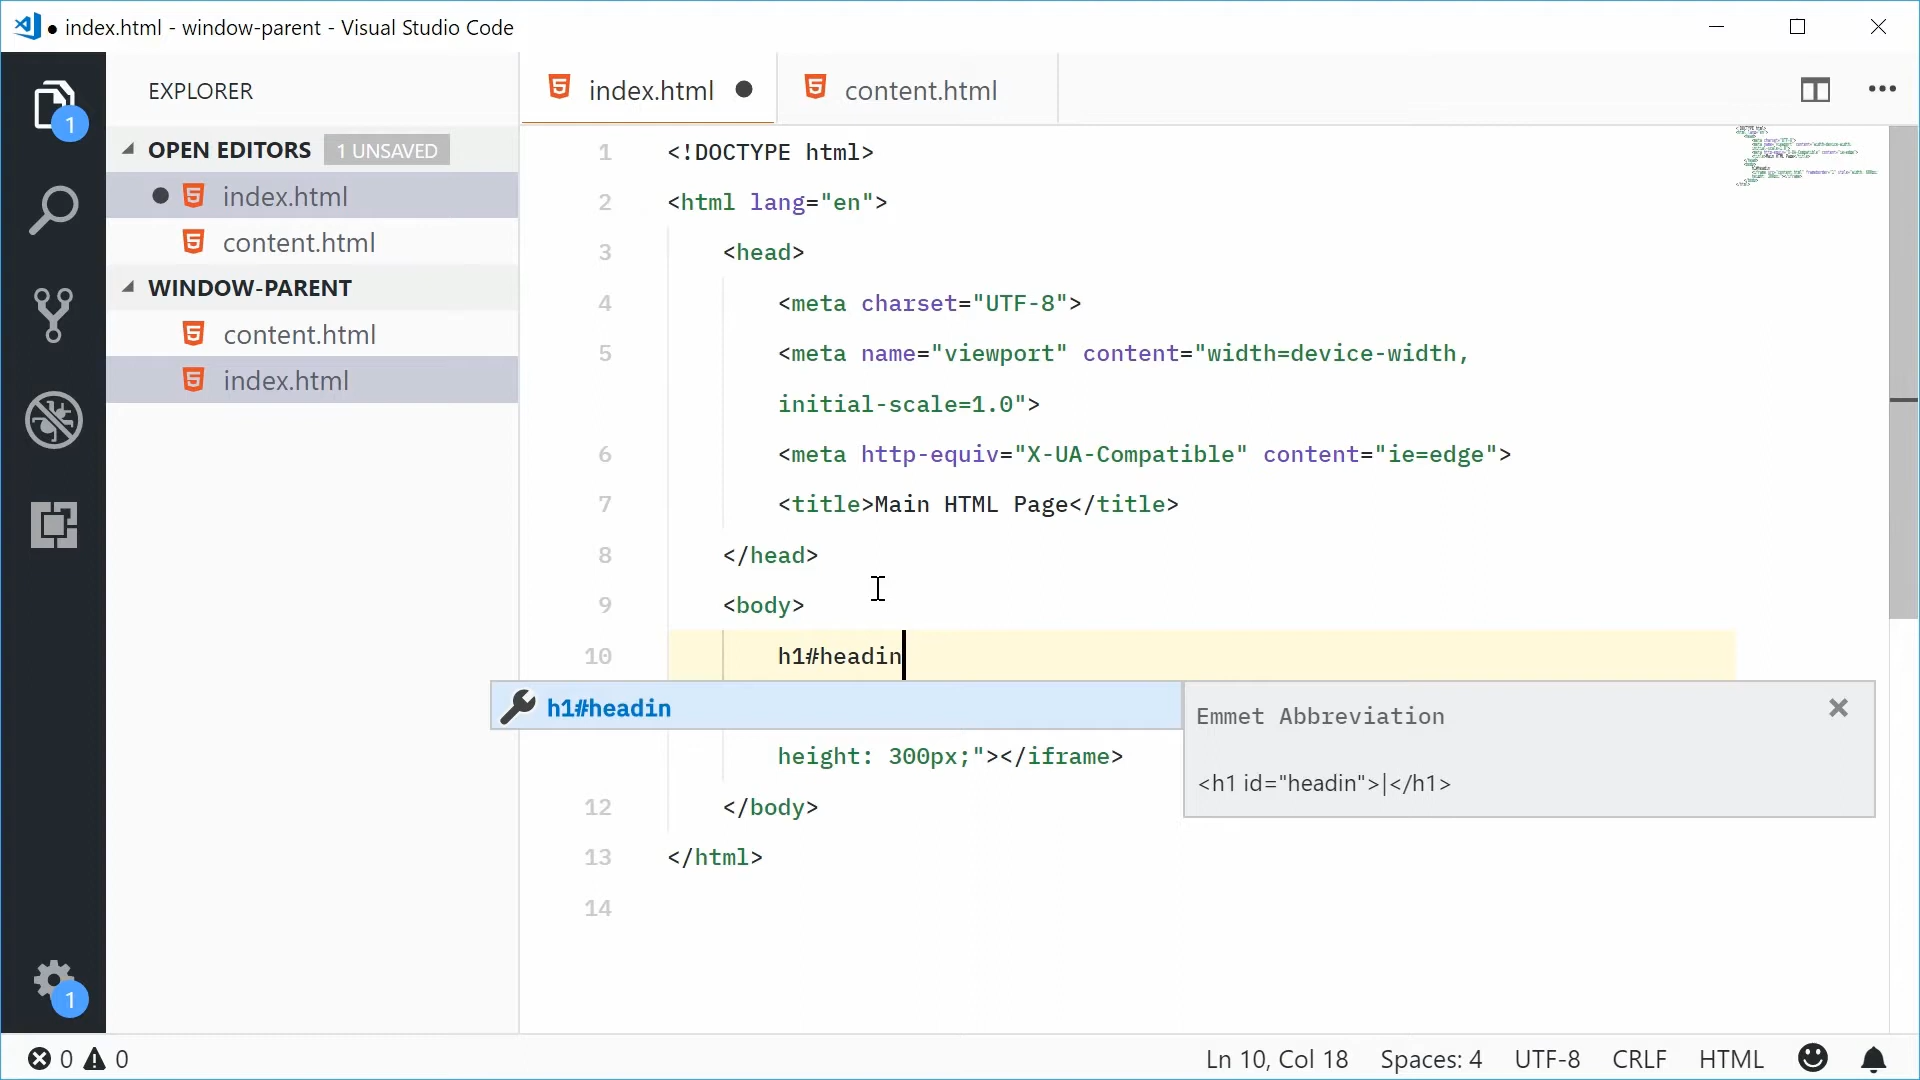 index.html - window-parent - Visual Studio Code
EXPLORER
1
OPEN EDITORS 1 UNSAVED
index.html
content.html
WINDOW-PARENT
content.html
index.html
1
index.html
content.html
1 <!DOCTYPE html>
2 <html lang="en">
3 <head>
4 <meta charset="UTF-8">
5 <meta name="viewport" content="width=device-width,
initial-scale=1.0">
6 <meta http-equiv="X-UA-Compatible" content="ie=edge">
7 <title>Main HTML Page</title>
8 </head>
9 <body>
10 h1#headin
h1#headin
Emmet Abbreviation
<h1 id="headin">|</h1>
height: 300px;"></iframe>
12 </body>
13 </html>
14
0 0
Ln 10, Col 18 Spaces: 4 UTF-8 CRLF HTML